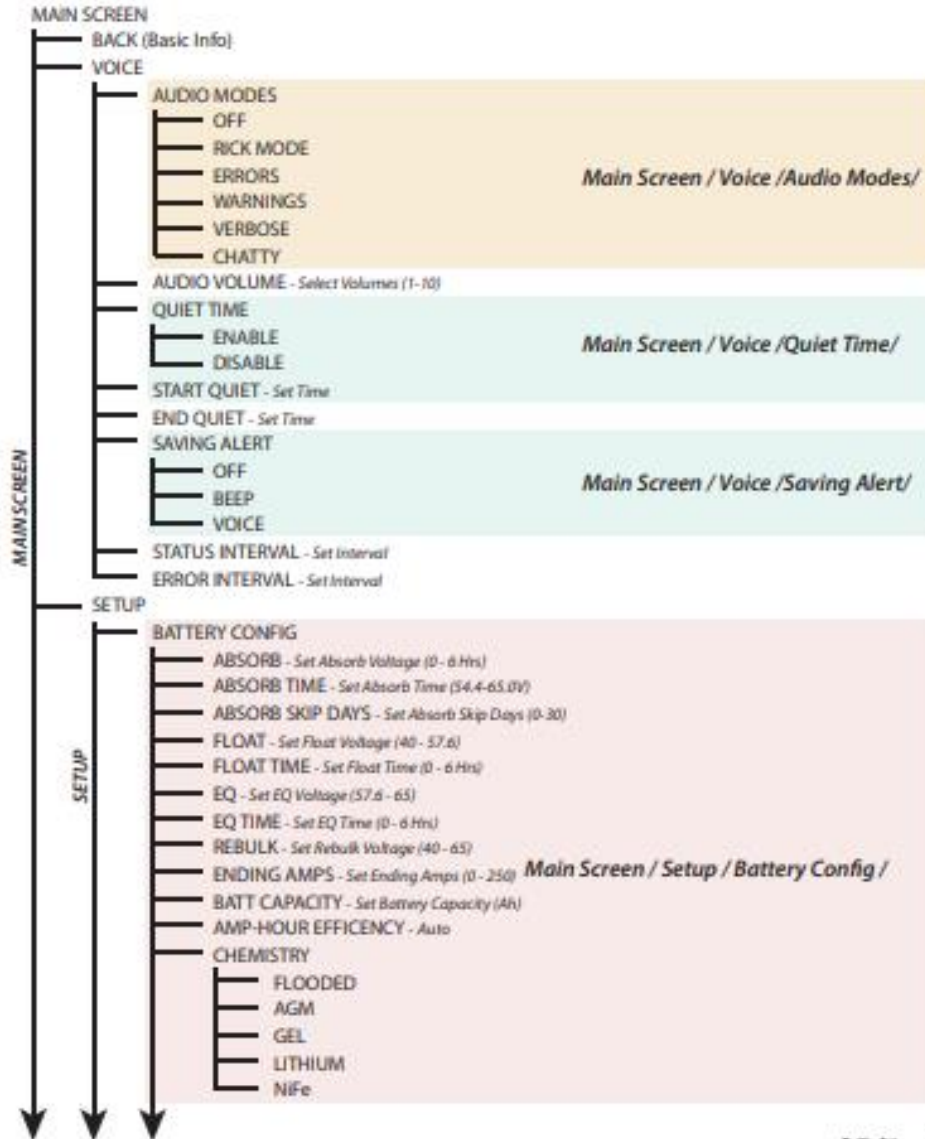 MAIN SCREEN
BACK (Basic Info)
VOICE
AUDIO MODES
OFF
RICK MODE
ERRORS
Main Screen / Voice /Audio Modes/
WARNINGS
VERBOSE
CHATTY
AUDIO VOLUME - Select Volumes (1-10)
QUIET TIME
ENABLE
Main Screen / Voice /Quiet Time/
DISABLE
START QUIET - Set Time
END QUIET - Set Time
SAVING ALERT
OFF
Main Screen / Voice /Saving Alert/
BEEP
VOICE
MAIN SCREEN
STATUS INTERVAL - Set Interval
ERROR INTERVAL - Set Interval
SETUP
BATTERY CONFIG
ABSORB - Set Absorb Voltage (0 - 6 Hrs)
ABSORB TIME - Set Absorb Time (54.4-65.0V)
ABSORB SKIP DAYS - Set Absorb Skip Days (0-30)
FLOAT - Set Float Voltage (40 - 57.6)
SETUP
FLOAT TIME - Set Float Time (0 - 6 Hrs)
EQ - Set EQ Voltage (57.6 - 65)
EQ TIME - Set EQ Time (0 - 6 Hrs)
REBULK - Set Rebulk Voltage (40 - 65)
ENDING AMPS - Set Ending Amps (0 - 250) Main Screen / Setup / Battery Config /
BATT CAPACITY - Set Battery Capacity (Ah)
AMP-HOUR EFFICENCY - Auto
CHEMISTRY
FLOODED
AGM
GEL
LITHIUM
NiFe